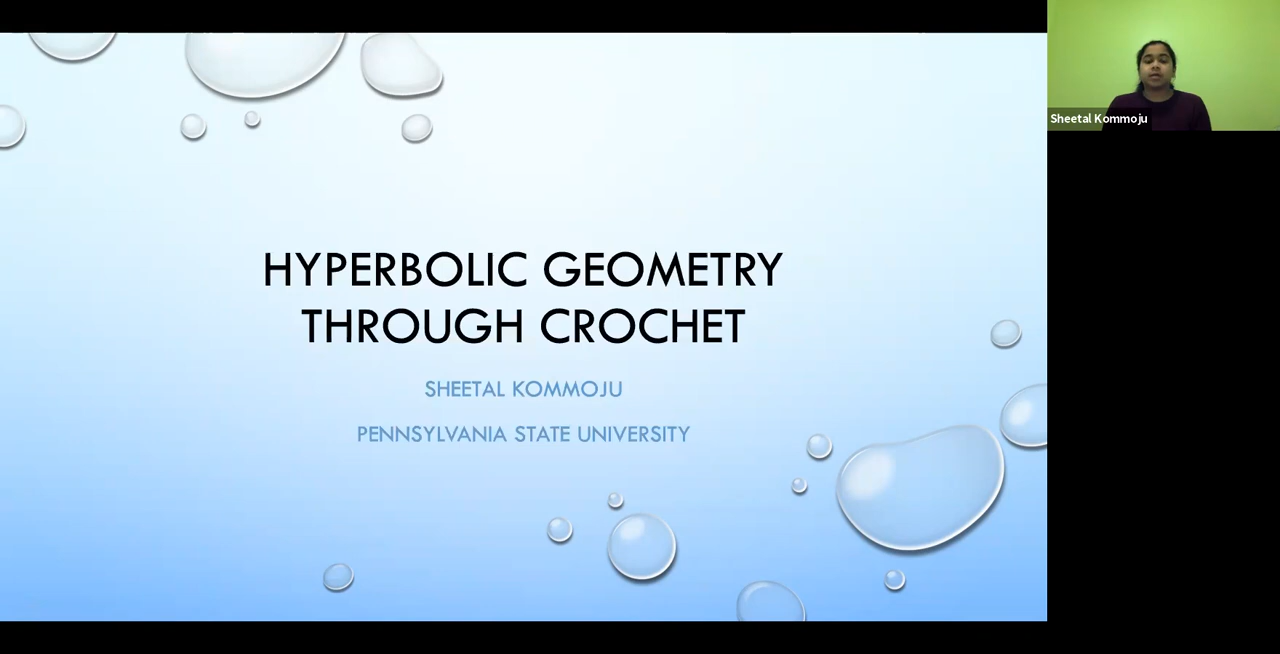 HYPERBOLIC GEOMETRY
THROUGH CROCHET
SHEETAL KOMMOJU
PENNSYLVANIA STATE UNIVERSITY
Sheetal Kommoju